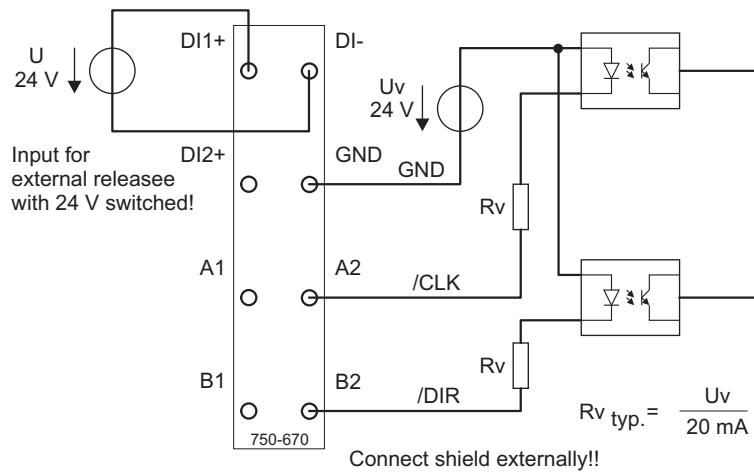 DI1+
DI-
U
24 V
Uv
24 V
Input for
external releasee
with 24 V switched!
DI2+
GND
GND
Rv
A1
A2
/CLK
B1
B2
/DIR
Rv
Rv typ. = Uv
20 mA
750-670
Connect shield externally!!